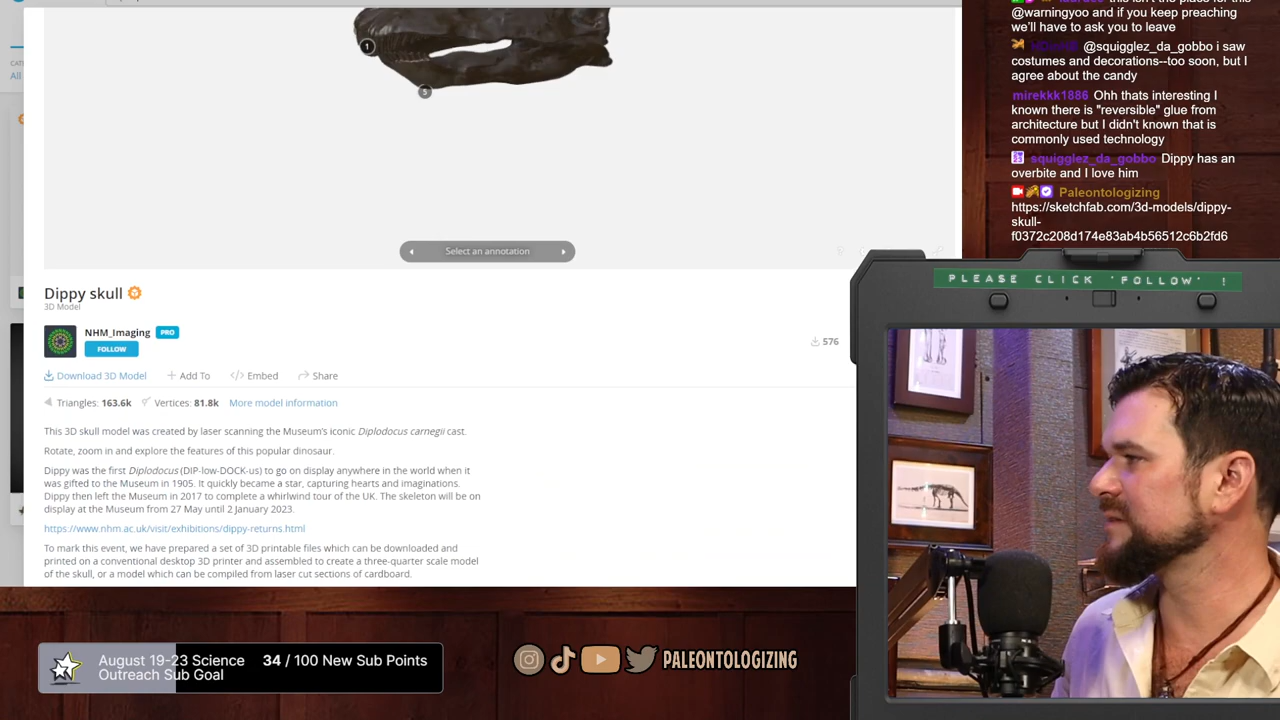 this isn't the place for this
@warningyoo and if you keep preaching
we'll have to ask you to leave
@squigglez_da_gobbo i saw
costumes and decorations--too soon, but I
agree about the candy
mirekkk1886 Ohh thats interesting I
known there is "reversible" glue from
architecture but I didn't known that is
commonly used technology
squigglez_da_gobbo Dippy has an
overbite and I love him
Paleontologizing
https://sketchfab.com/3d-models/dippy-
skull-
f0372c208d174e83ab4b56512c6b2fd6
All
1
5
Select an annotation
Dippy skull
3D Model
NHM_Imaging PRO
FOLLOW
576
Download 3D Model
Add To
Embed
Share
Triangles: 163.6k
Vertices: 81.8k
More model information
This 3D skull model was created by laser scanning the Museum's iconic Diplodocus carnegii cast.
Rotate, zoom in and explore the features of this popular dinosaur.
Dippy was the first Diplodocus (DIP-low-DOCK-us) to go on display anywhere in the world when it
was gifted to the Museum in 1905. It quickly became a star, capturing hearts and imaginations.
Dippy then left the Museum in 2017 to complete a whirlwind tour of the UK. The skeleton will be on
display at the Museum from 27 May until 2 January 2023.
https://www.nhm.ac.uk/visit/exhibitions/dippy-returns.html
To mark this event, we have prepared a set of 3D printable files which can be downloaded and
printed on a conventional desktop 3D printer and assembled to create a three-quarter scale model
of the skull, or a model which can be compiled from laser cut sections of cardboard.
PLEASE CLICK 'FOLLOW' !
August 19-23 Science
Outreach Sub Goal
34 / 100 New Sub Points
PALEONTOLOGIZING